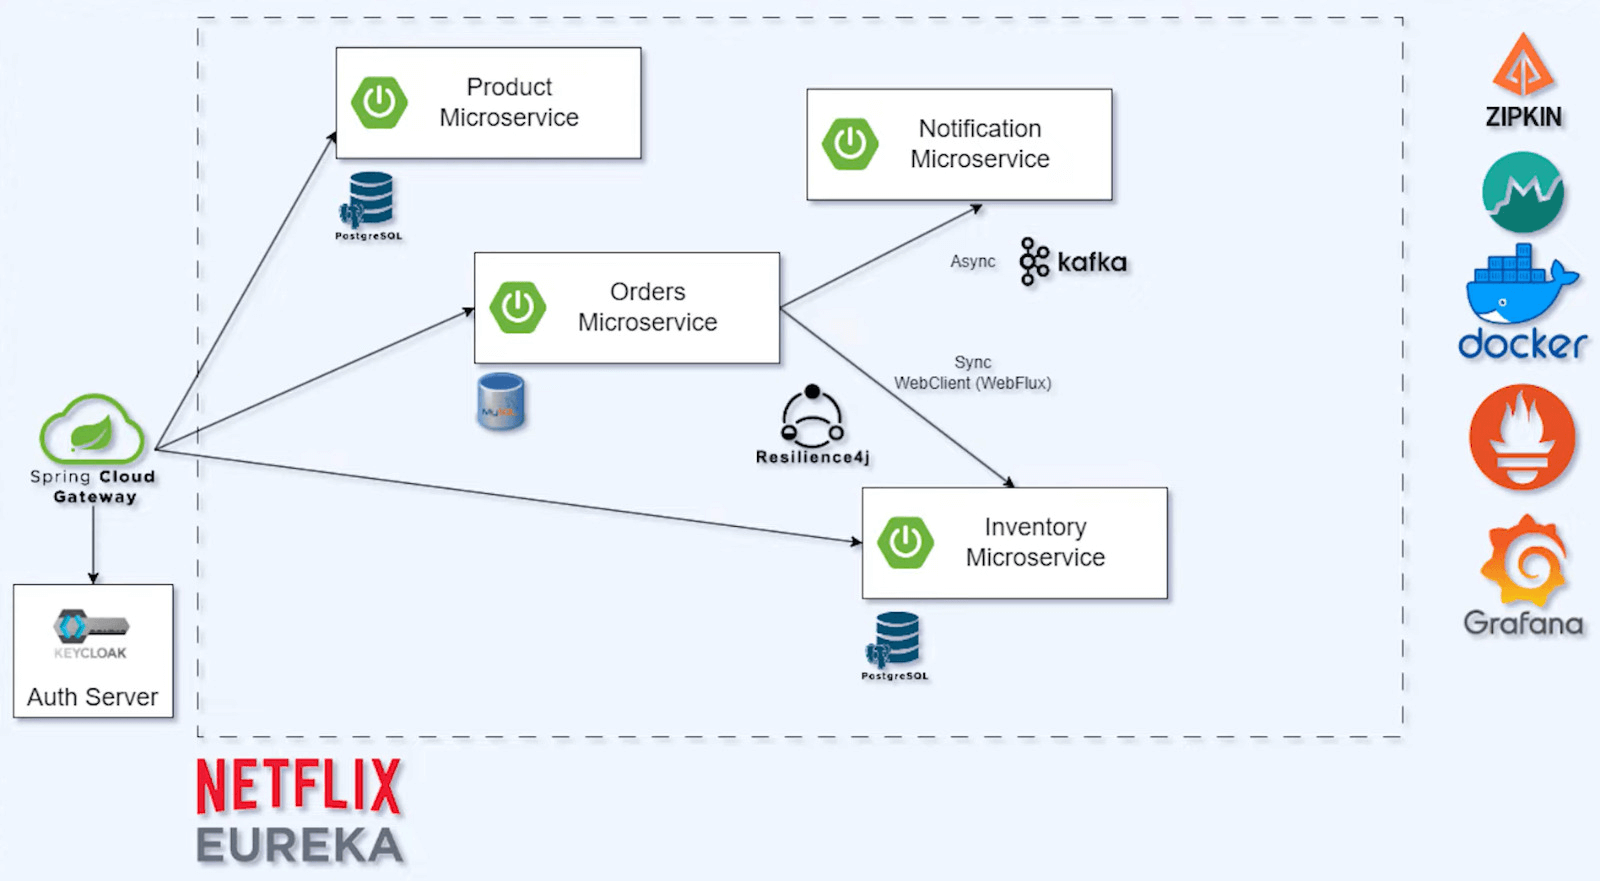 Product
Microservice
PostgreSQL
Notification
Microservice
Async
kafka
Orders
Microservice
MySQL
Sync
WebClient (WebFlux)
Resilience4j
Spring Cloud
Gateway
Inventory
Microservice
PostgreSQL
KEYCLOAK
Auth Server
NETFLIX
EUREKA
ZIPKIN
docker
Grafana